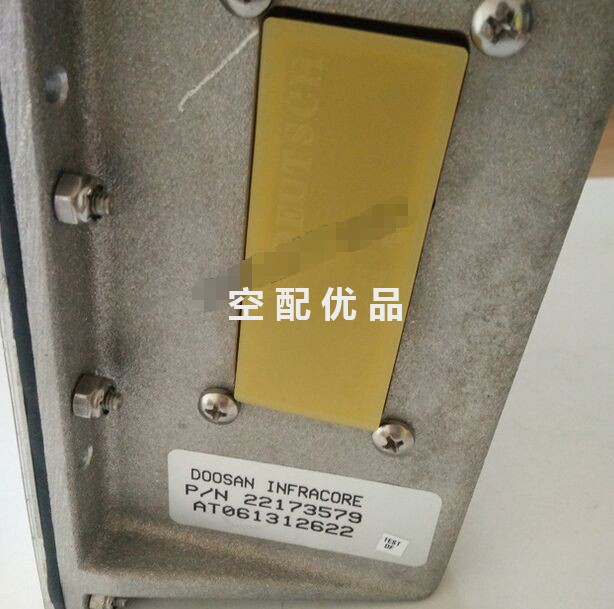 DEUTSCH
空配优品
DOOSAN INFRACORE
P/N 22173579
AT061312622
TEST
DF